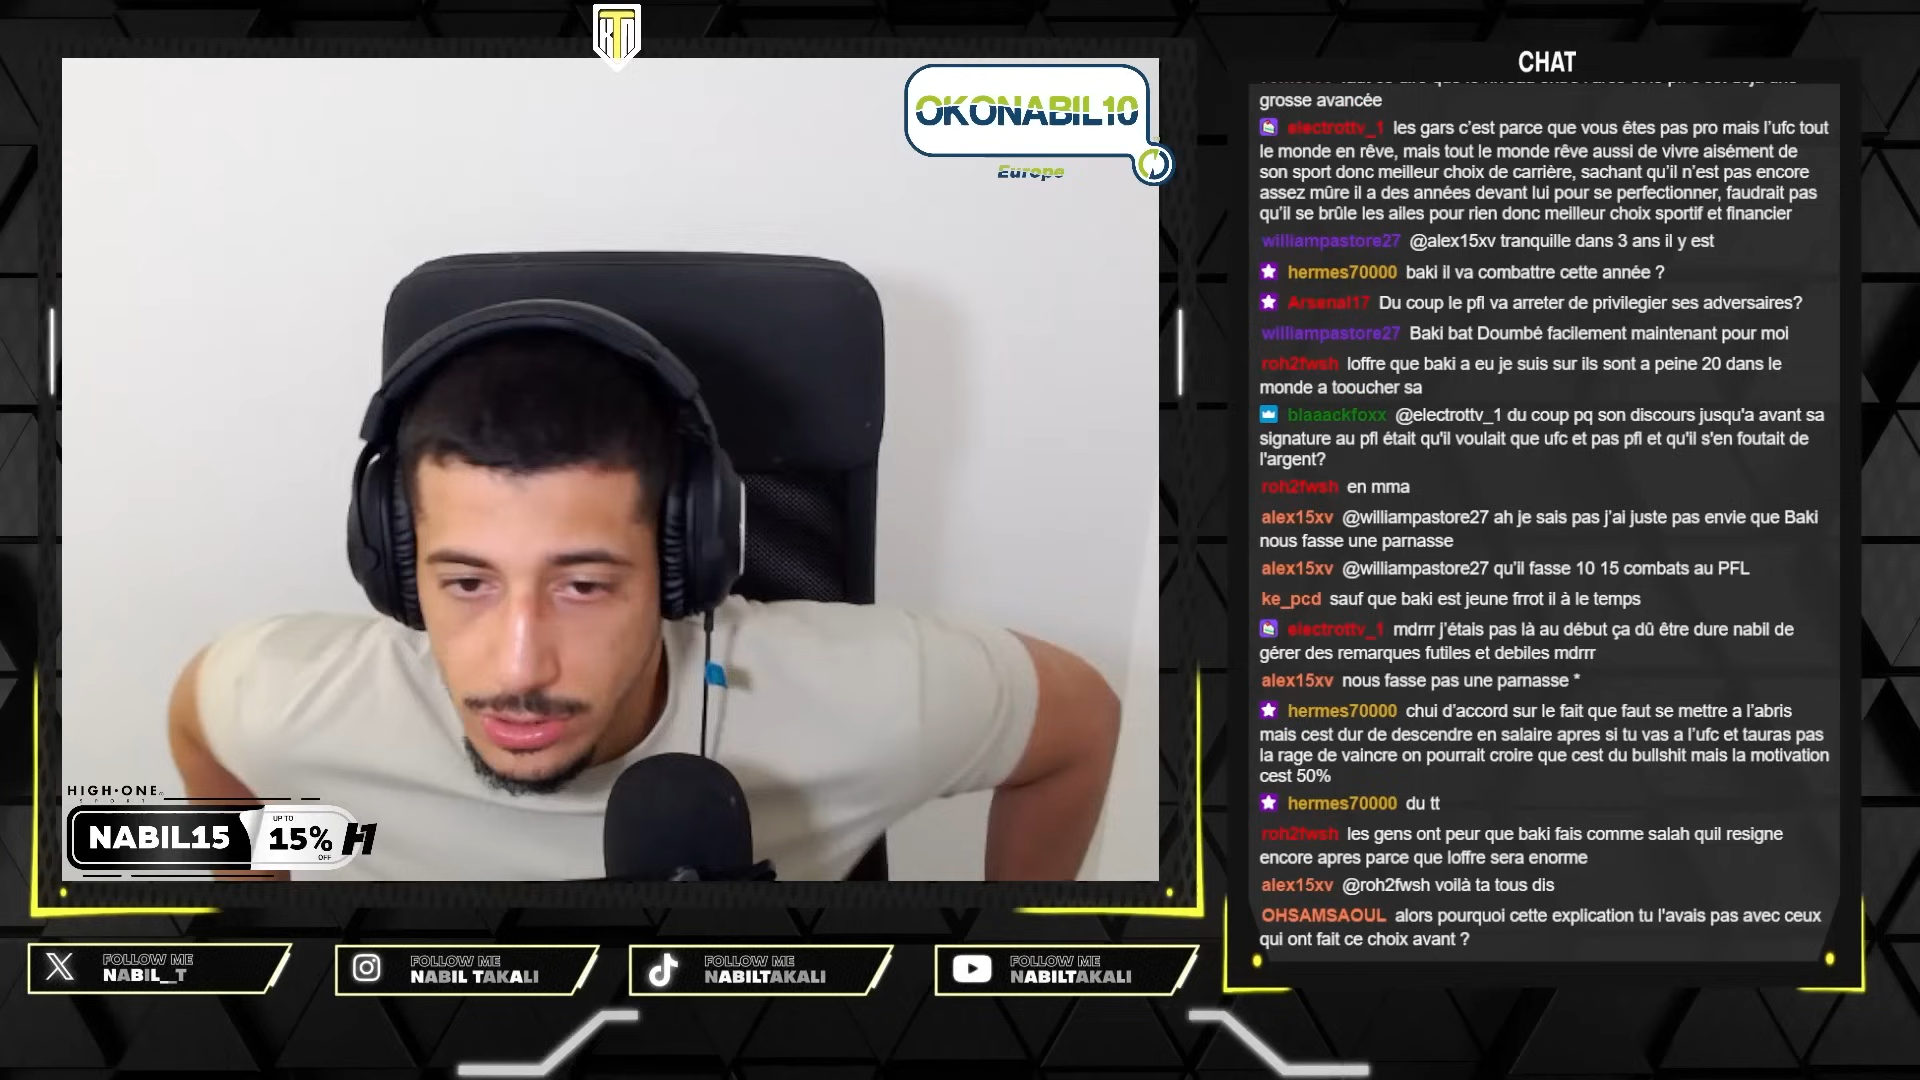 KTN
OKONABIL10
Europe
HIGH·ONE
SPORT
NABIL15
UP TO
15%
OFF
H1
FOLLOW ME
NABIL__T
FOLLOW ME
NABIL TAKALI
FOLLOW ME
NABILTAKALI
FOLLOW ME
NABILTAKALI
CHAT
grosse avancée
electrottv_1 les gars c’est parce que vous êtes pas pro mais l’ufc tout
le monde en rêve, mais tout le monde rêve aussi de vivre aisément de
son sport donc meilleur choix de carrière, sachant qu’il n’est pas encore
assez mûre il a des années devant lui pour se perfectionner, faudrait pas
qu’il se brûle les ailes pour rien donc meilleur choix sportif et financier
williampastore27 @alex15xv tranquille dans 3 ans il y est
hermes70000 baki il va combattre cette année ?
Arsenal17 Du coup le pfl va arreter de privilegier ses adversaires?
williampastore27 Baki bat Doumbé facilement maintenant pour moi
roh2fwsh loffre que baki a eu je suis sur ils sont a peine 20 dans le
monde a tooucher sa
blaaackfoxx @electrottv_1 du coup pq son discours jusqu'a avant sa
signature au pfl était qu'il voulait que ufc et pas pfl et qu'il s'en foutait de
l'argent?
roh2fwsh en mma
alex15xv @williampastore27 ah je sais pas j’ai juste pas envie que Baki
nous fasse une parnasse
alex15xv @williampastore27 qu’il fasse 10 15 combats au PFL
ke_pcd sauf que baki est jeune frrot il à le temps
electrottv_1 mdrrr j’étais pas là au début ça dû être dure nabil de
gérer des remarques futiles et debiles mdrrr
alex15xv nous fasse pas une parnasse *
hermes70000 chui d’accord sur le fait que faut se mettre a l’abris
mais cest dur de descendre en salaire apres si tu vas a l’ufc et tauras pas
la rage de vaincre on pourrait croire que cest du bullshit mais la motivation
cest 50%
hermes70000 du tt
roh2fwsh les gens ont peur que baki fais comme salah quil resigne
encore apres parce que loffre sera enorme
alex15xv @roh2fwsh voilà ta tous dis
OHSAMSAOUL alors pourquoi cette explication tu l'avais pas avec ceux
qui ont fait ce choix avant ?